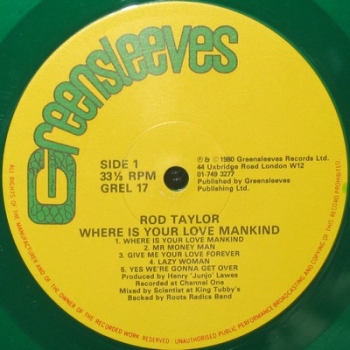 Greensleeves
SIDE 1
33⅓ RPM
GREL 17
℗ & © 1980 Greensleeves Records Ltd.
44 Uxbridge Road London W12
01-749 3277
Published by Greensleeves
Publishing Ltd.
ROD TAYLOR
WHERE IS YOUR LOVE MANKIND
1. WHERE IS YOUR LOVE MANKIND
2. MR MONEY MAN
3. GIVE ME YOUR LOVE FOREVER
4. LAZY WOMAN
5. YES WE'RE GONNA GET OVER
Produced by Henry 'Junjo' Lawes
Recorded at Channel One
Mixed by Scientist at King Tubby's
Backed by Roots Radics Band
ALL RIGHTS OF THE MANUFACTURER AND OF THE OWNER OF THE RECORDED WORK RESERVED · UNAUTHORISED PUBLIC PERFORMANCE BROADCASTING AND COPYING OF THIS RECORD PROHIBITED